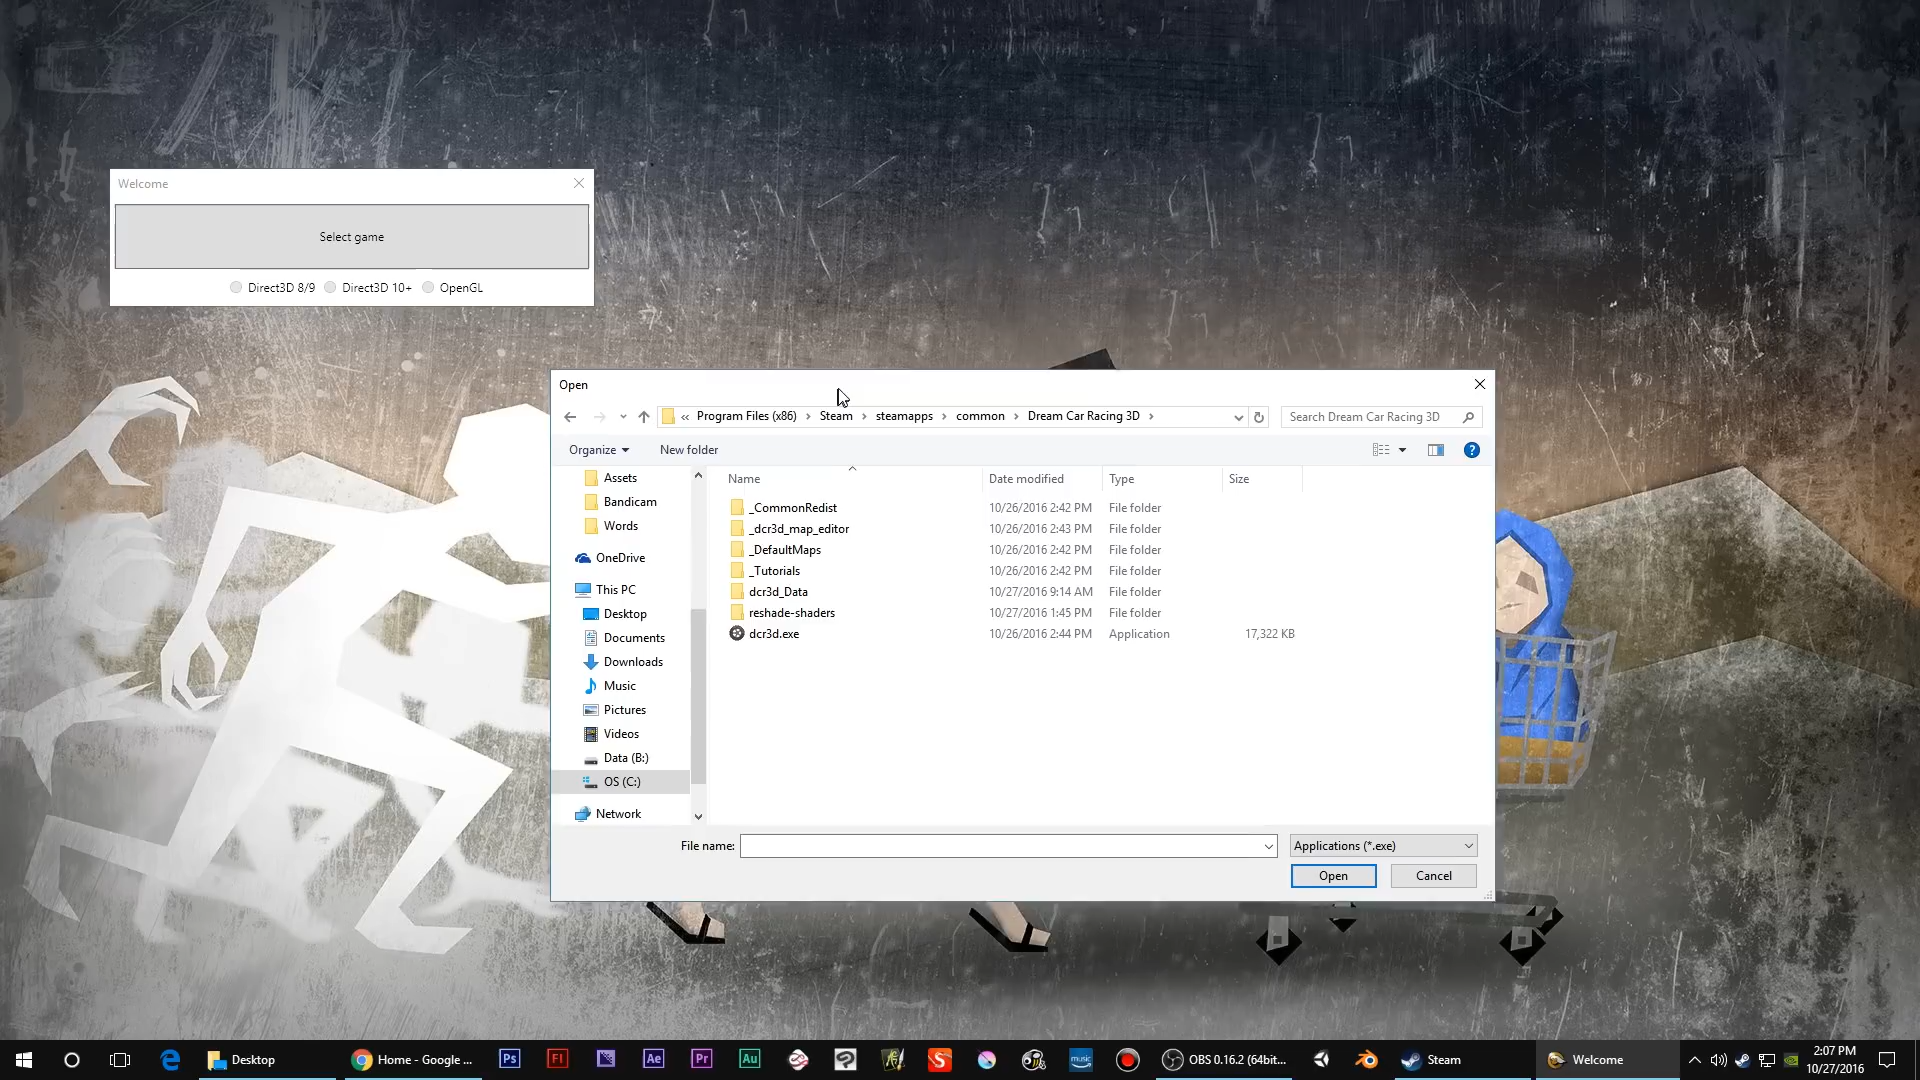 Welcome
Select game
Direct3D 8/9 Direct3D 10+ OpenGL
Open
« Program Files (x86) › Steam › steamapps › common › Dream Car Racing 3D ›
Search Dream Car Racing 3D
Organize New folder
Name Date modified Type Size
Assets
Bandicam
Words
OneDrive
This PC
Desktop
Documents
Downloads
Music
Pictures
Videos
Data (B:)
OS (C:)
Network
_CommonRedist 10/26/2016 2:42 PM File folder
_dcr3d_map_editor 10/26/2016 2:43 PM File folder
_DefaultMaps 10/26/2016 2:42 PM File folder
_Tutorials 10/26/2016 2:42 PM File folder
dcr3d_Data 10/27/2016 9:14 AM File folder
reshade-shaders 10/27/2016 1:45 PM File folder
dcr3d.exe 10/26/2016 2:44 PM Application 17,322 KB
File name: Applications (*.exe)
Open Cancel
Desktop Home - Google ... Ps Fl Ae Pr Au music OBS 0.16.2 (64bit... Steam Welcome
2:07 PM
10/27/2016